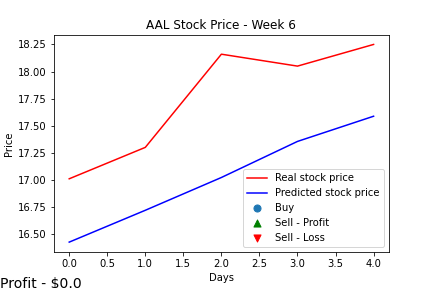 AAL Stock Price - Week 6
Price
18.25
18.00
17.75
17.50
17.25
17.00
16.75
16.50
Real stock price
Predicted stock price
Buy
Sell - Profit
Sell - Loss
0.0 0.5 1.0 1.5 2.0 2.5 3.0 3.5 4.0
Days
Profit - $0.0